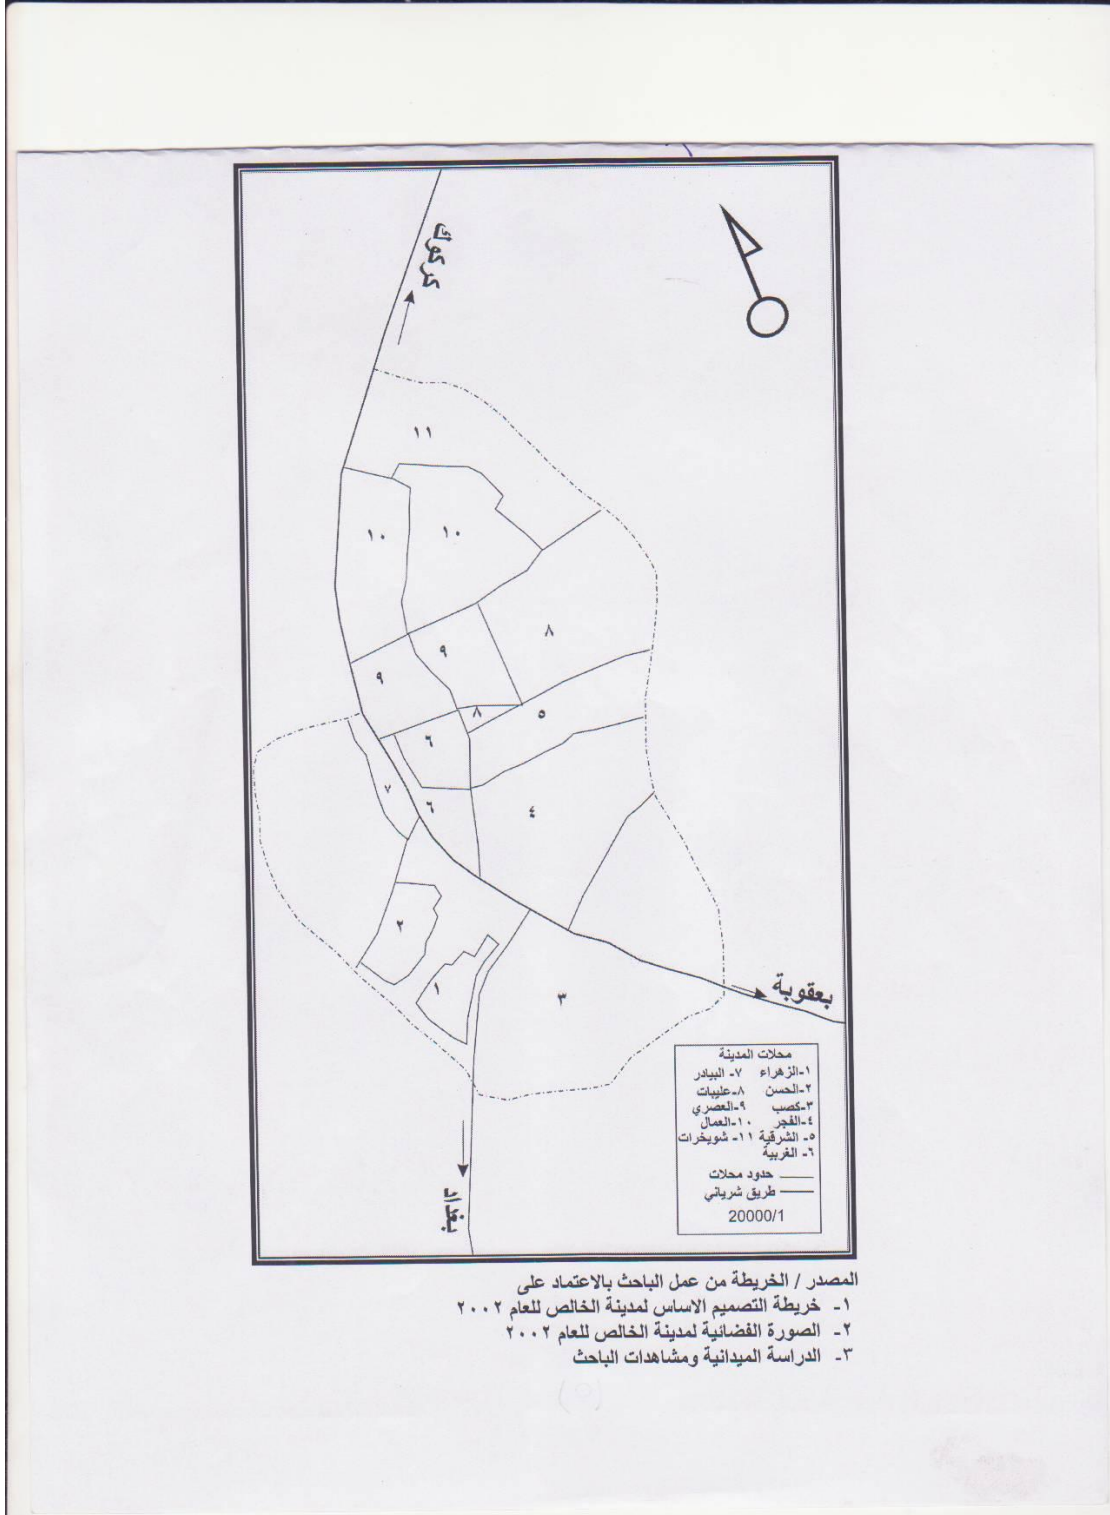 كركوك
١١
١٠
١٠
٨
٩
٩
٨
٥
٦
٧
٦
٤
٢
١
٣
بعقوبة
بغداد
محلات المدينة
١-الزهراء ٧- البيادر
٢-الحسن ٨-عليبات
٣-كصب ٩-العصري
٤-الفجر ١٠-العمال
٥- الشرقية ١١- شويخرات
٦- الغربية
حدود محلات
طريق شرياني
20000/1
المصدر / الخريطة من عمل الباحث بالاعتماد على
١- خريطة التصميم الاساس لمدينة الخالص للعام ٢٠٠٢
٢- الصورة الفضائية لمدينة الخالص للعام ٢٠٠٢
٣- الدراسة الميدانية ومشاهدات الباحث
(٥)